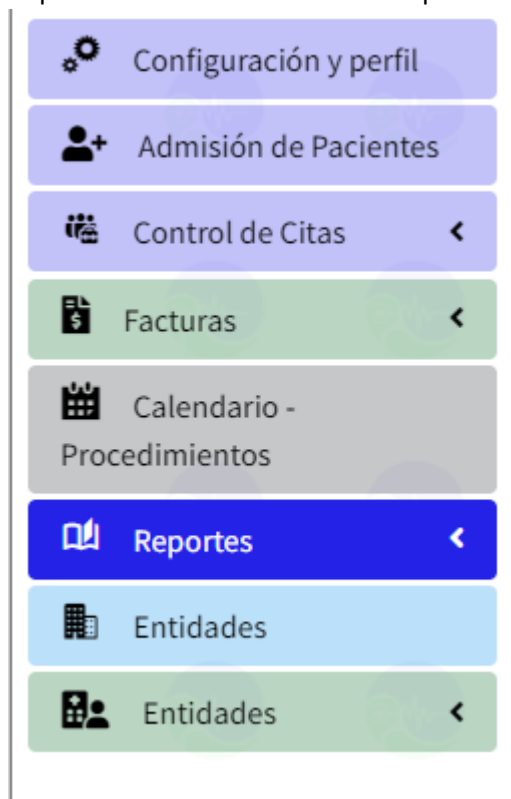 Configuración y perfil
Admisión de Pacientes
Control de Citas
Facturas
Calendario -
Procedimientos
Reportes
Entidades
Entidades